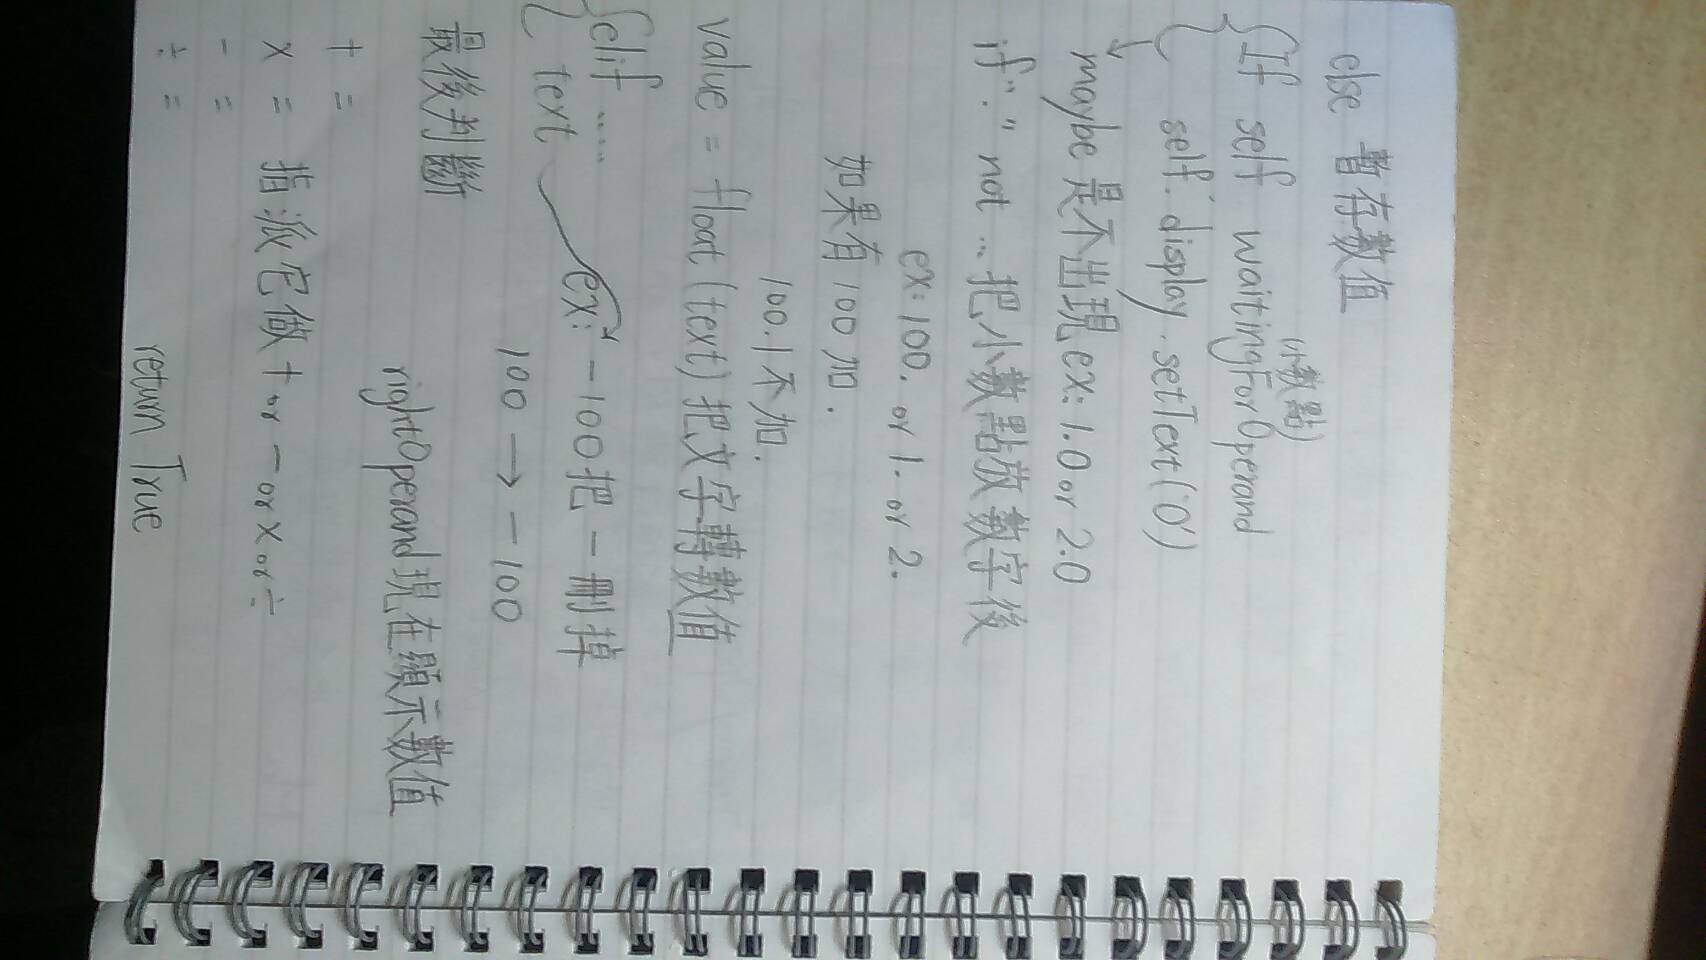 else 暫存數值
(小數點)
{If self waitingForOperand
{ self.display.setText('0')
↓
maybe 是不出現 ex: 1.0 or 2.0
if "." not ... 把小數點放數字後
ex: 100. or 1. or 2.
如果有 100 加 .
100.1 不加.
value = float (text) 把文字轉數值
{elif ..... ex: -100 把 - 刪掉
{ text
100 → -100
最後判斷 rightOperand 現在顯示數值
+ =
x = 指派它做 + or - or x or ÷
- =
÷ = return True